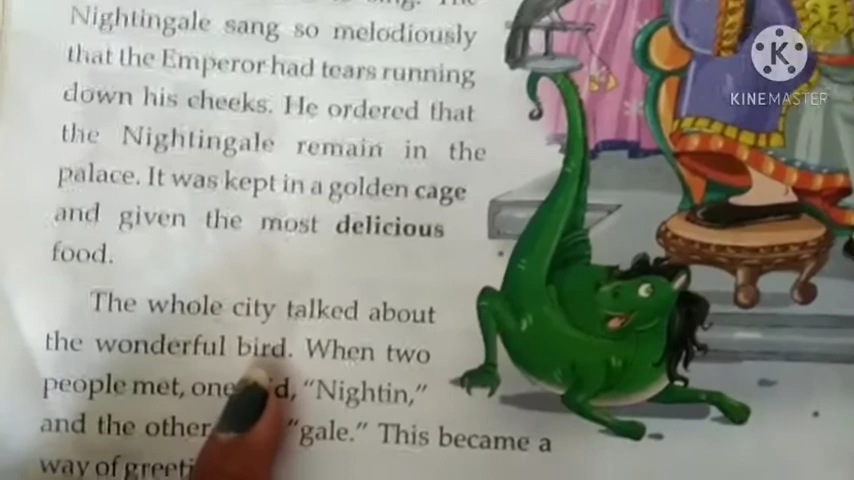 Nightingale sang so melodiously
that the Emperor had tears running
down his cheeks. He ordered that
the Nightingale remain in the
palace. It was kept in a golden cage
and given the most delicious
food.
The whole city talked about
the wonderful bird. When two
people met, one "Nightin,"
and the other "gale." This became a
way of
KINEMASTER